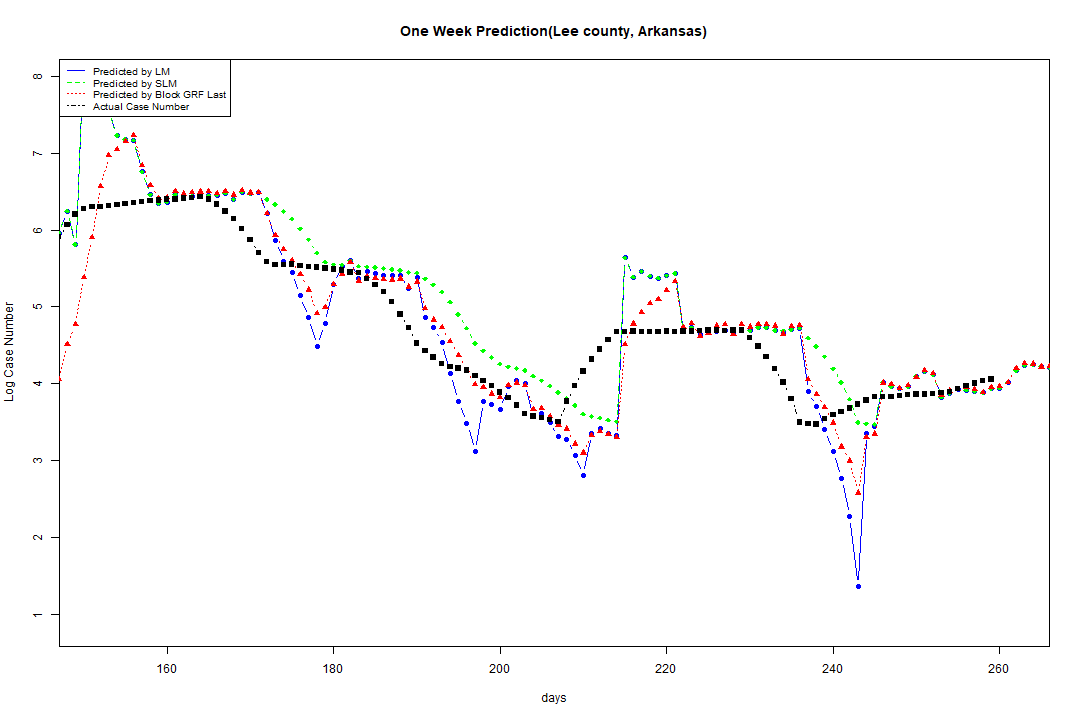 One Week Prediction(Lee county, Arkansas)
Predicted by LM
Predicted by SLM
Predicted by Block GRF Last
Actual Case Number
8
7
6
5
4
3
2
1
Log Case Number
160 180 200 220 240 260
days